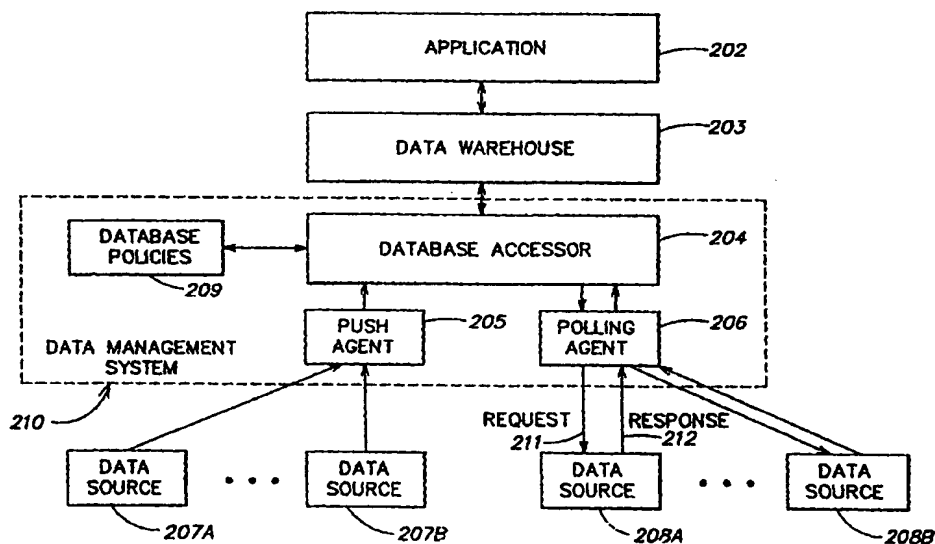 APPLICATION
202
DATA WAREHOUSE
203
DATABASE
POLICIES
209
DATABASE ACCESSOR
204
PUSH
AGENT
205
POLLING
AGENT
206
DATA MANAGEMENT
SYSTEM
210
REQUEST
211
RESPONSE
212
DATA
SOURCE
207A
DATA
SOURCE
207B
DATA
SOURCE
208A
DATA
SOURCE
208B